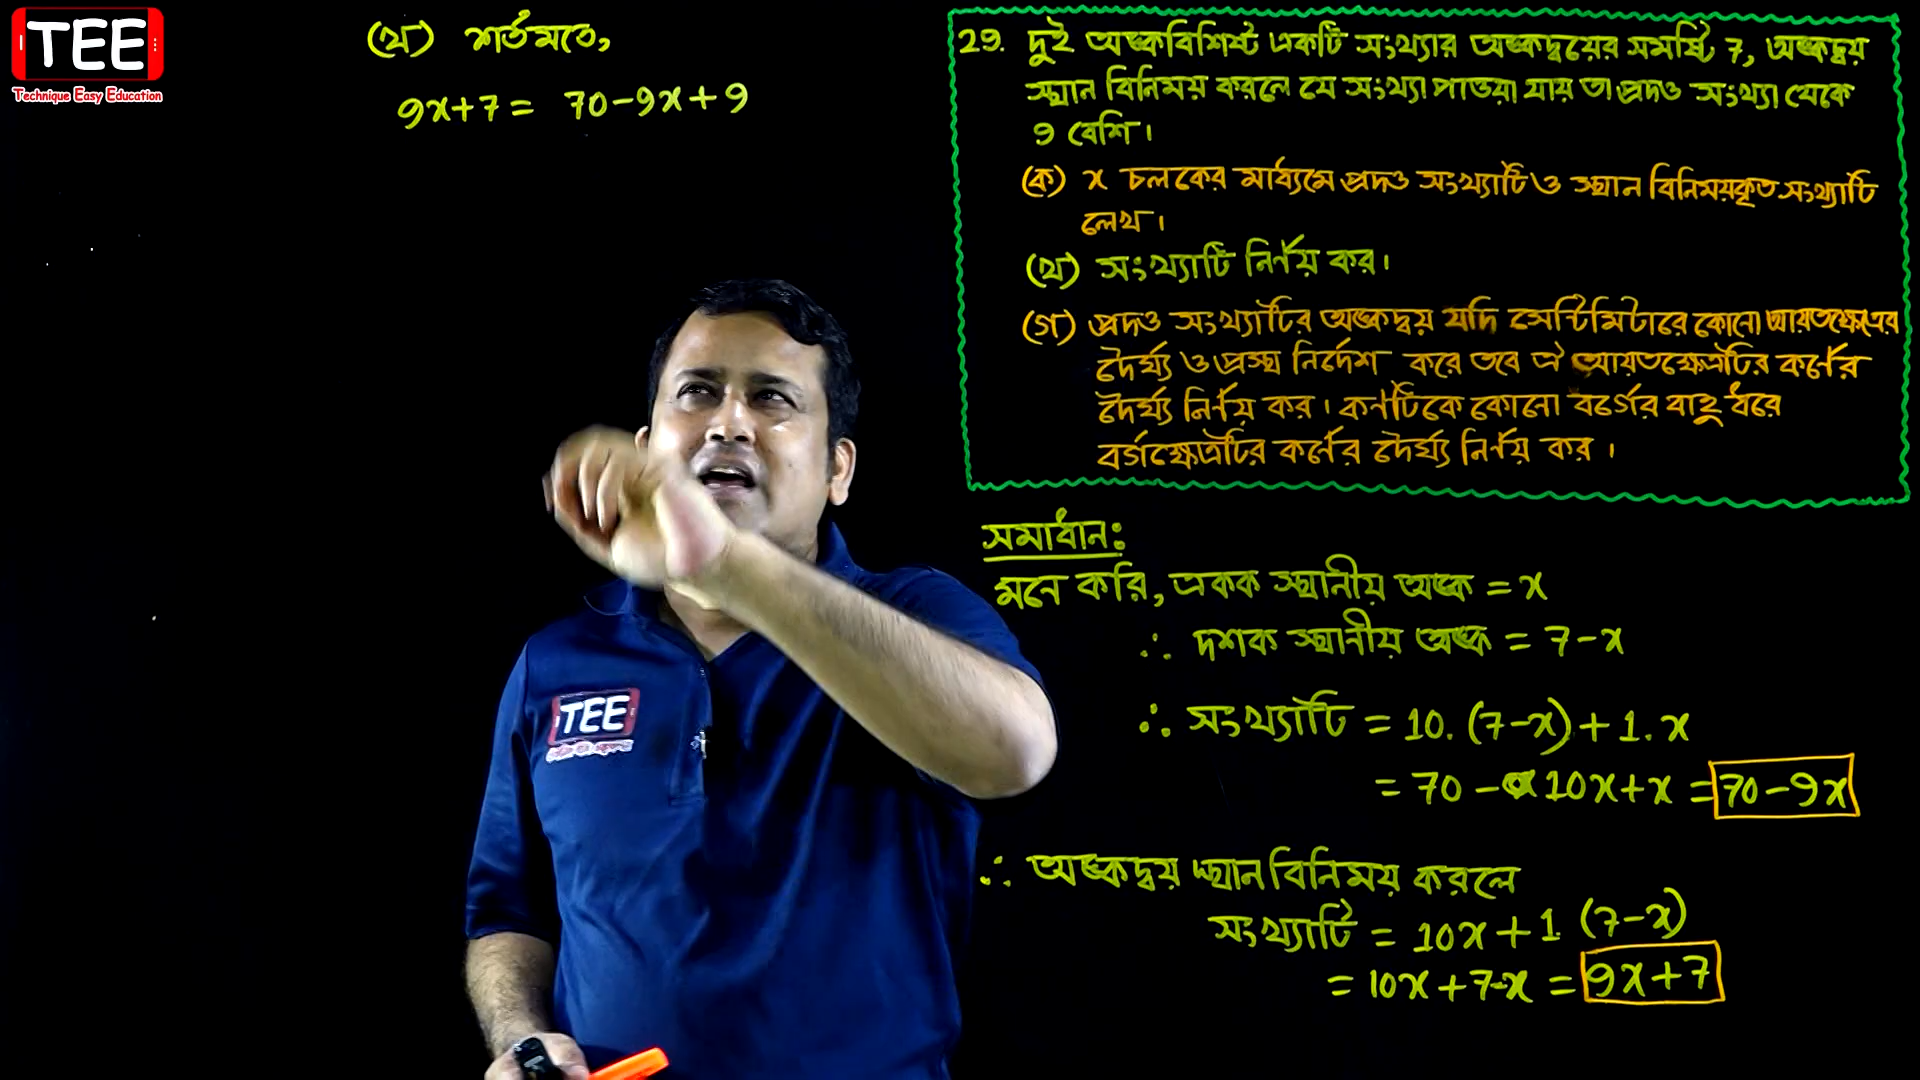 TEE
Technique Easy Education
(খ) শর্তমতে,
9x+7 = 70-9x+9
29. দুই অঙ্কবিশিষ্ট একটি সংখ্যার অঙ্কদ্বয়ের সমষ্টি 7, অঙ্কদ্বয়
স্থান বিনিময় করলে যে সংখ্যা পাওয়া যায় তা প্রদত্ত সংখ্যা থেকে
9 বেশি।
(ক) x চলকের মাধ্যমে প্রদত্ত সংখ্যাটি ও স্থান বিনিময়কৃত সংখ্যাটি
লেখ।
(খ) সংখ্যাটি নির্ণয় কর।
(গ) প্রদত্ত সংখ্যাটির অঙ্কদ্বয় যদি সেন্টিমিটারে কোনো আয়তক্ষেত্রের
দৈর্ঘ্য ও প্রস্থ নির্দেশ করে তবে ঐ আয়তক্ষেত্রটির কর্ণের
দৈর্ঘ্য নির্ণয় কর। কর্ণটিকে কোনো বর্গের বাহু ধরে
বর্গক্ষেত্রটির কর্ণের দৈর্ঘ্য নির্ণয় কর।
সমাধান:
মনে করি, একক স্থানীয় অঙ্ক = x
∴ দশক স্থানীয় অঙ্ক = 7-x
∴ সংখ্যাটি = 10. (7-x)+1. x
= 70 - 10x+x = 70-9x
∴ অঙ্কদ্বয় স্থান বিনিময় করলে
সংখ্যাটি = 10x+1. (7-x)
= 10x+7-x = 9x+7
TEE